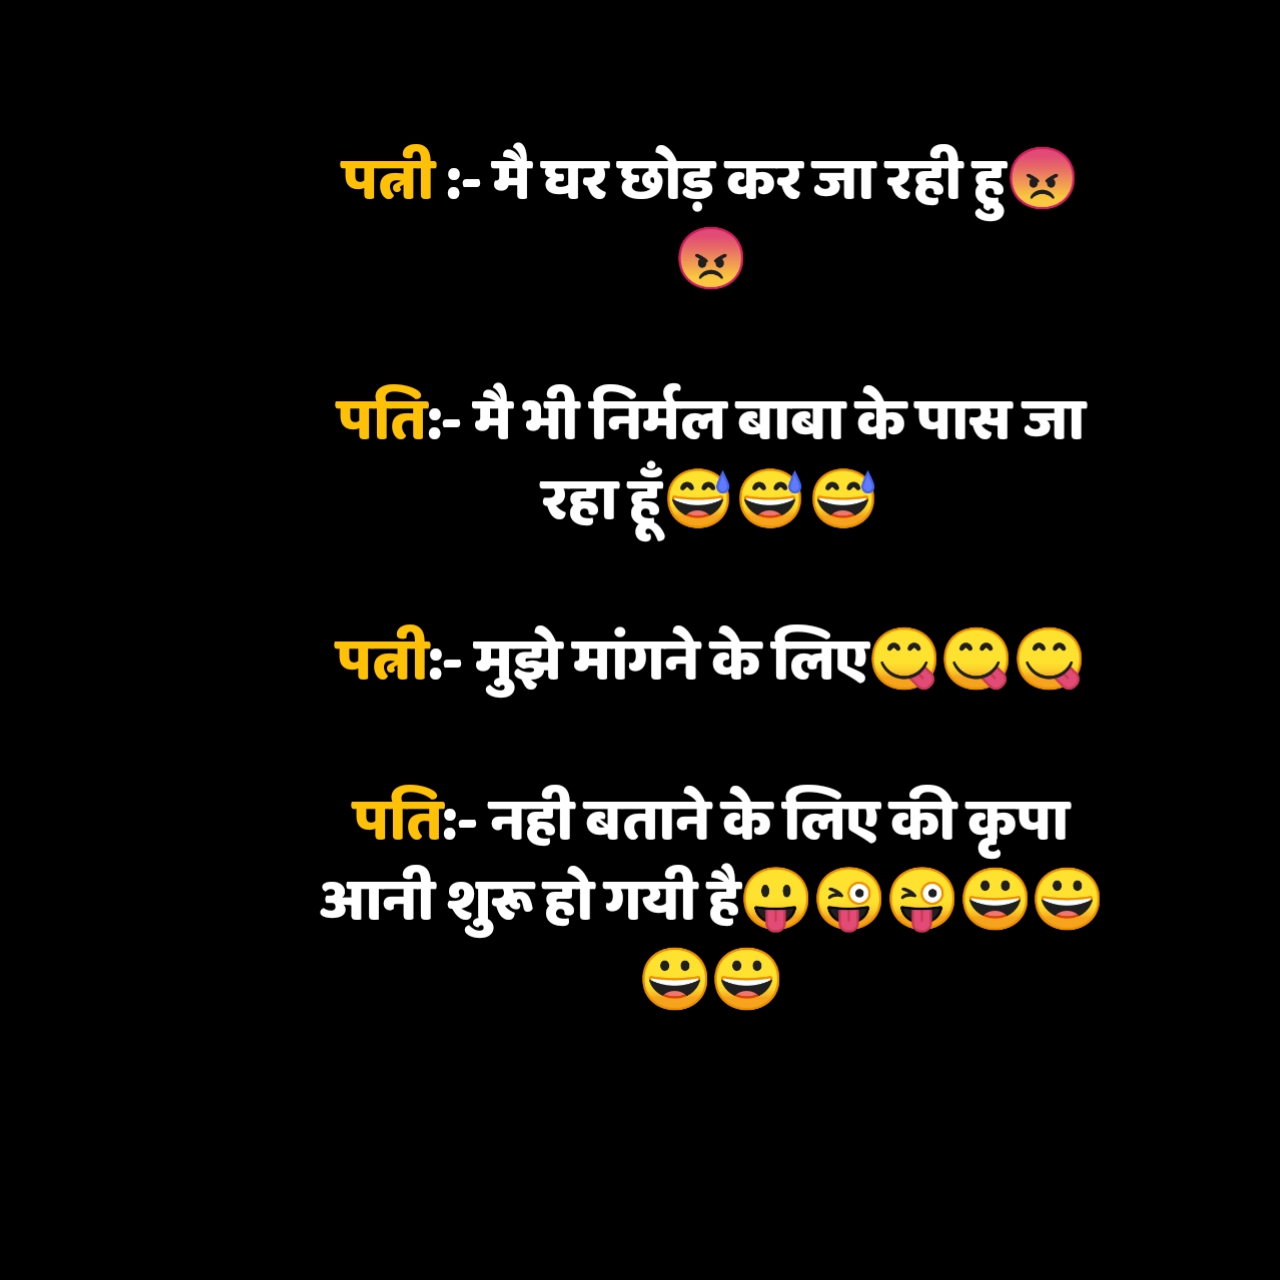 पत्नी :- मै घर छोड़ कर जा रही हु😡
😡
पति:- मै भी निर्मल बाबा के पास जा
रहा हूँ😅😅😅
पत्नी:- मुझे मांगने के लिए😋😋😋
पति:- नही बताने के लिए की कृपा
आनी शुरू हो गयी है😛😜😜😀😀
😀😀